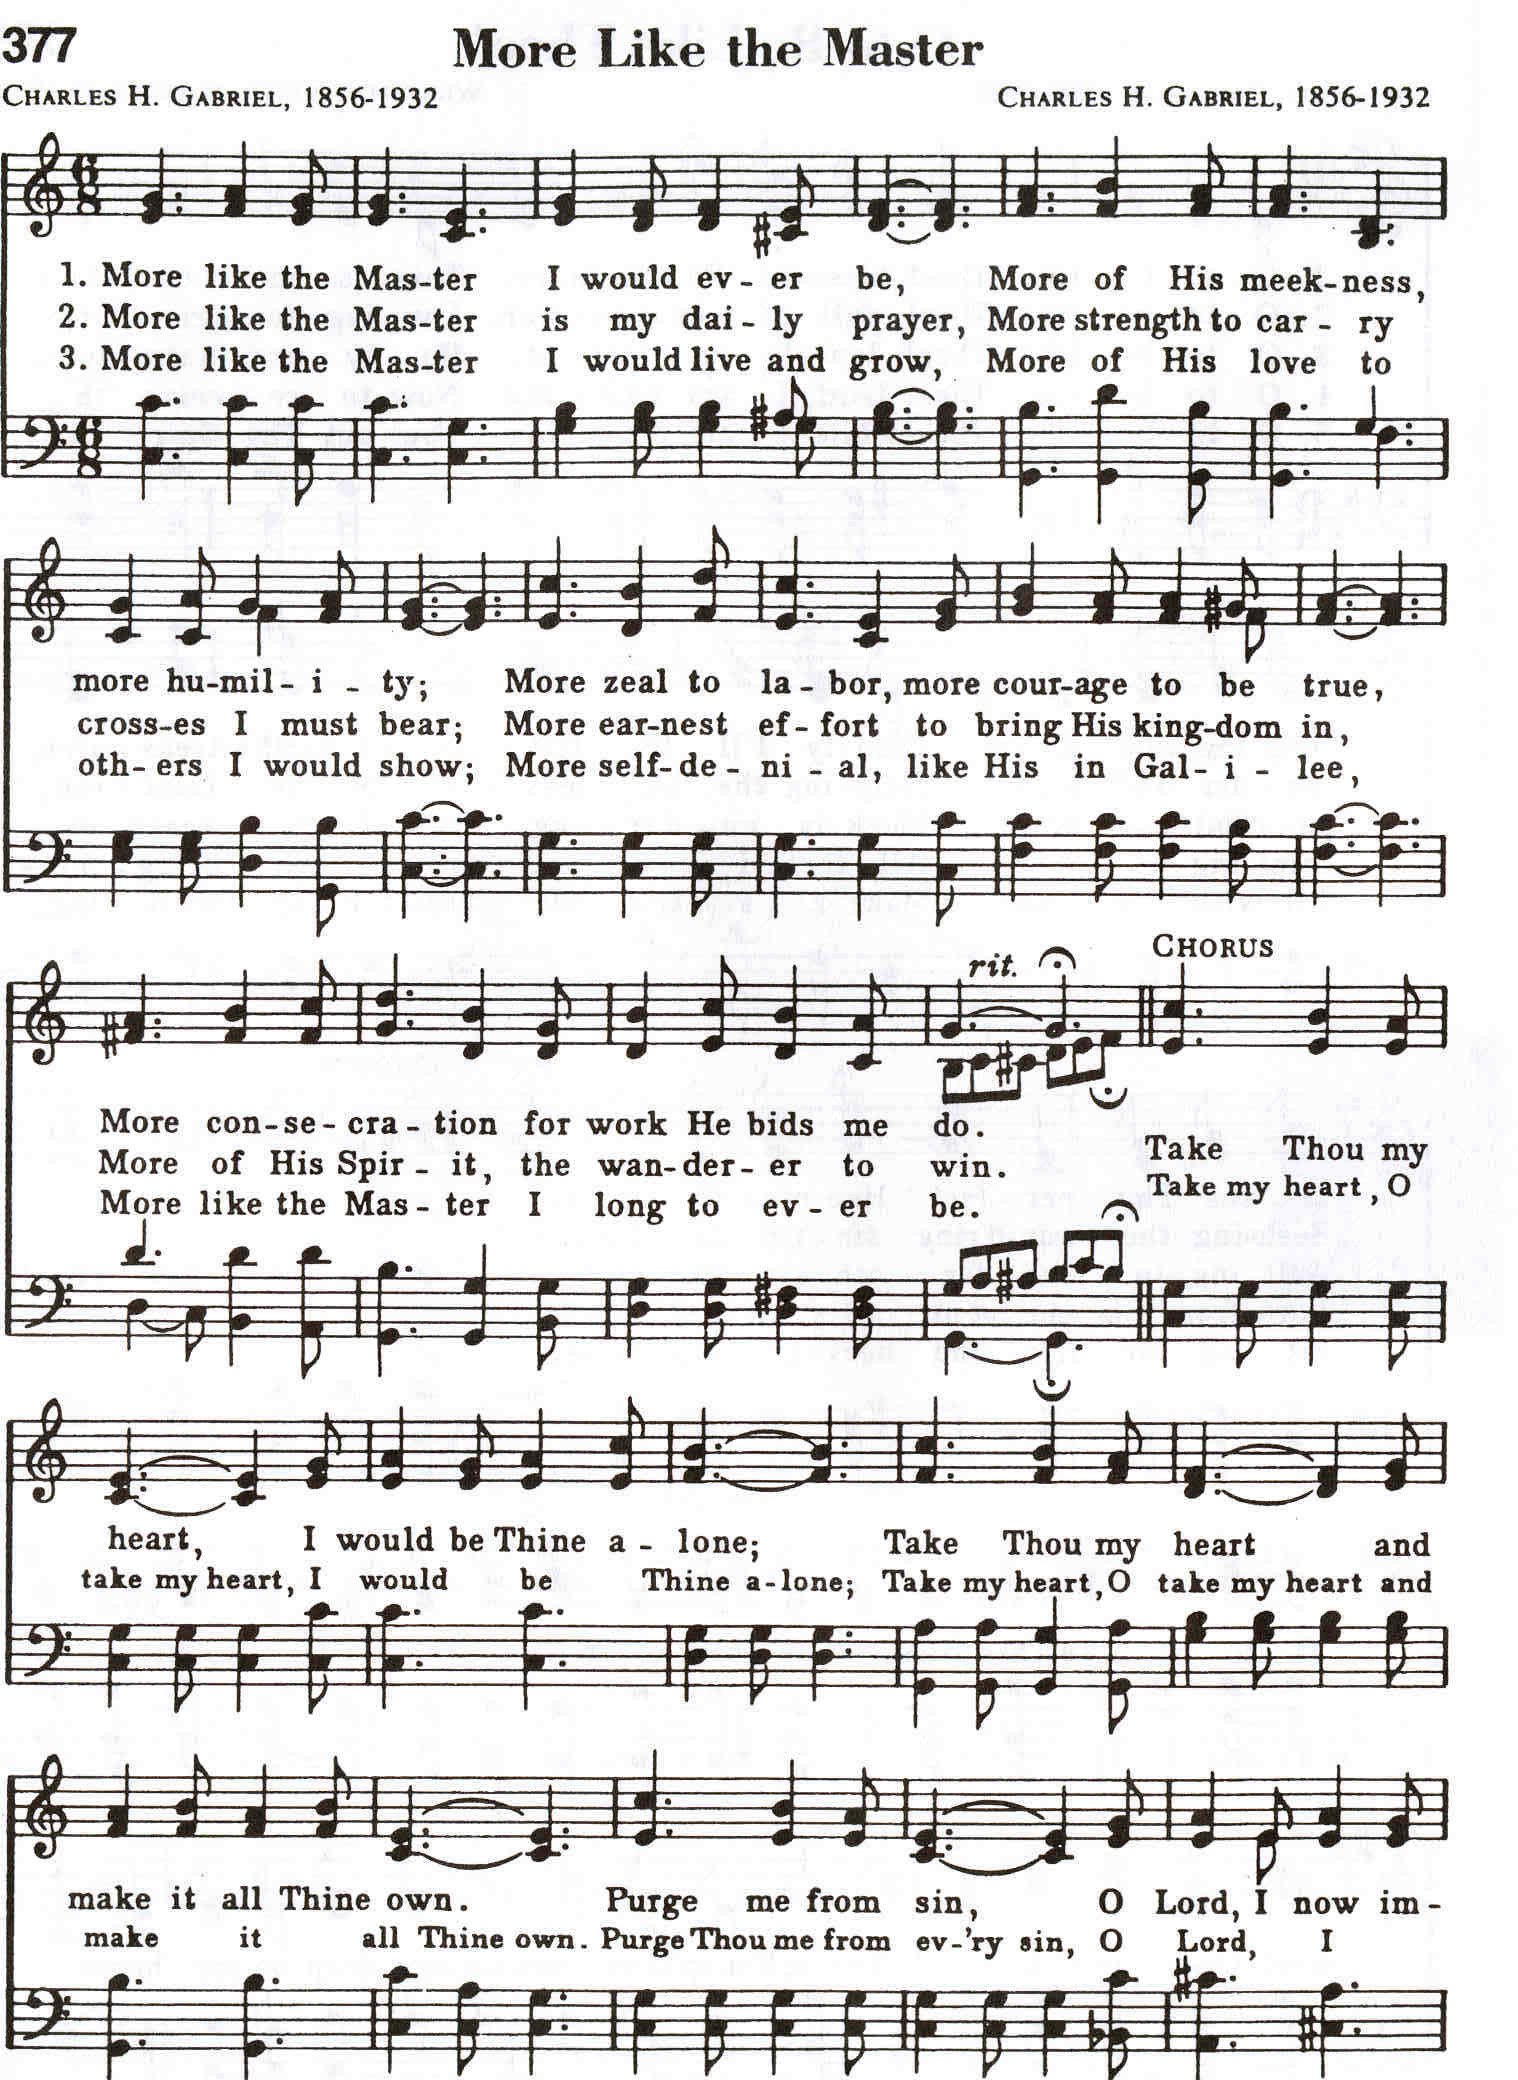 377
More Like the Master
CHARLES H. GABRIEL, 1856-1932
CHARLES H. GABRIEL, 1856-1932
1. More like the Mas-ter I would ev - er be, More of His meek-ness,
2. More like the Mas-ter is my dai - ly prayer, More strength to car - ry
3. More like the Mas-ter I would live and grow, More of His love to
more hu-mil - i - ty; More zeal to la - bor, more cour-age to be true,
cross-es I must bear; More ear-nest ef - fort to bring His king-dom in,
oth - ers I would show; More self- de - ni - al, like His in Gal - i - lee,
rit.
CHORUS
More con - se - cra - tion for work He bids me do.
More of His Spir - it, the wan - der - er to win.
More like the Mas - ter I long to ev - er be.
Take Thou my
Take my heart, O
heart, I would be Thine a - lone; Take Thou my heart and
take my heart, I would be Thine a-lone; Take my heart, O take my heart and
make it all Thine own. Purge me from sin, O Lord, I now im -
make it all Thine own. Purge Thou me from ev-'ry sin, O Lord, I